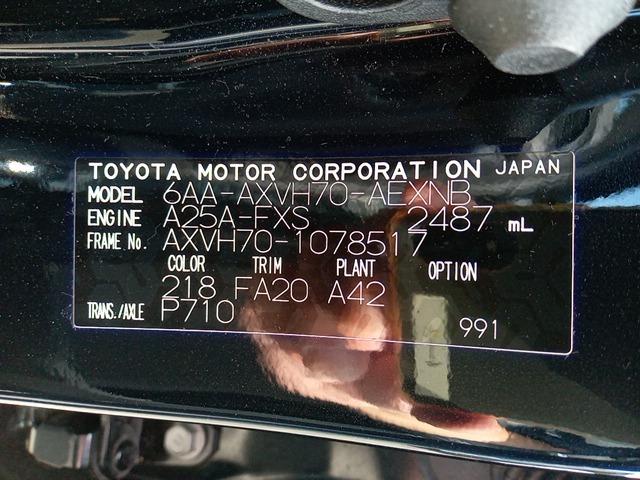 TOYOTA MOTOR CORPORATION JAPAN
MODEL 6AA-AXVH70-AEXNB
ENGINE A25A-FXS 2487 mL
FRAME No. AXVH70-1078517
COLOR TRIM PLANT OPTION
218 FA20 A42
TRANS./AXLE P710
991